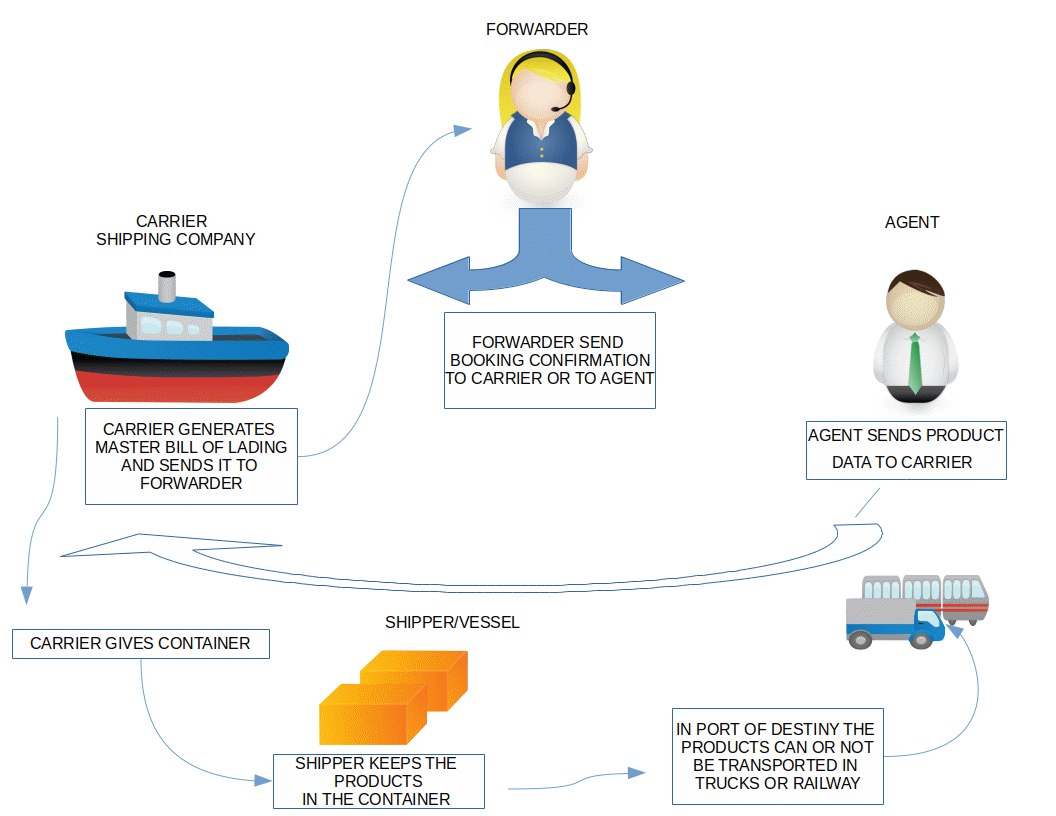 FORWARDER
CARRIER
SHIPPING COMPANY
AGENT
FORWARDER SEND
BOOKING CONFIRMATION
TO CARRIER OR TO AGENT
CARRIER GENERATES
MASTER BILL OF LADING
AND SENDS IT TO
FORWARDER
AGENT SENDS PRODUCT
DATA TO CARRIER
CARRIER GIVES CONTAINER
SHIPPER/VESSEL
SHIPPER KEEPS THE
PRODUCTS
IN THE CONTAINER
IN PORT OF DESTINY THE
PRODUCTS CAN OR NOT
BE TRANSPORTED IN
TRUCKS OR RAILWAY